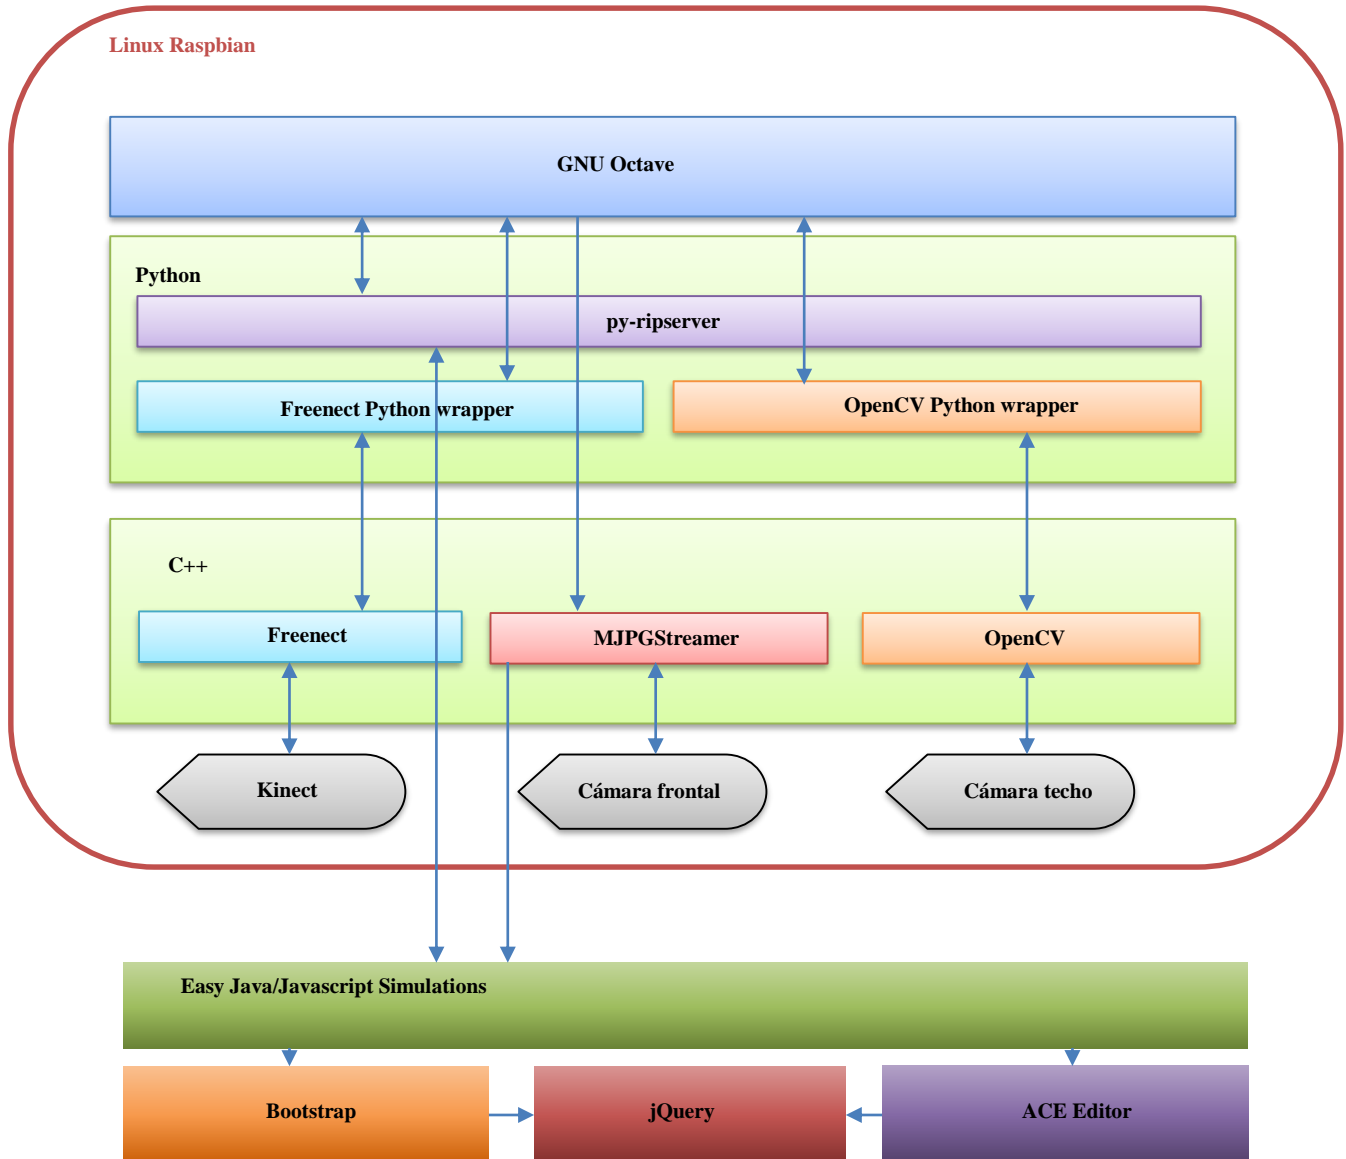 Linux Raspbian
GNU Octave
Python
py-ripserver
Freenect Python wrapper
OpenCV Python wrapper
C++
Freenect
MJPGStreamer
OpenCV
Kinect
Cámara frontal
Cámara techo
Easy Java/Javascript Simulations
Bootstrap
jQuery
ACE Editor